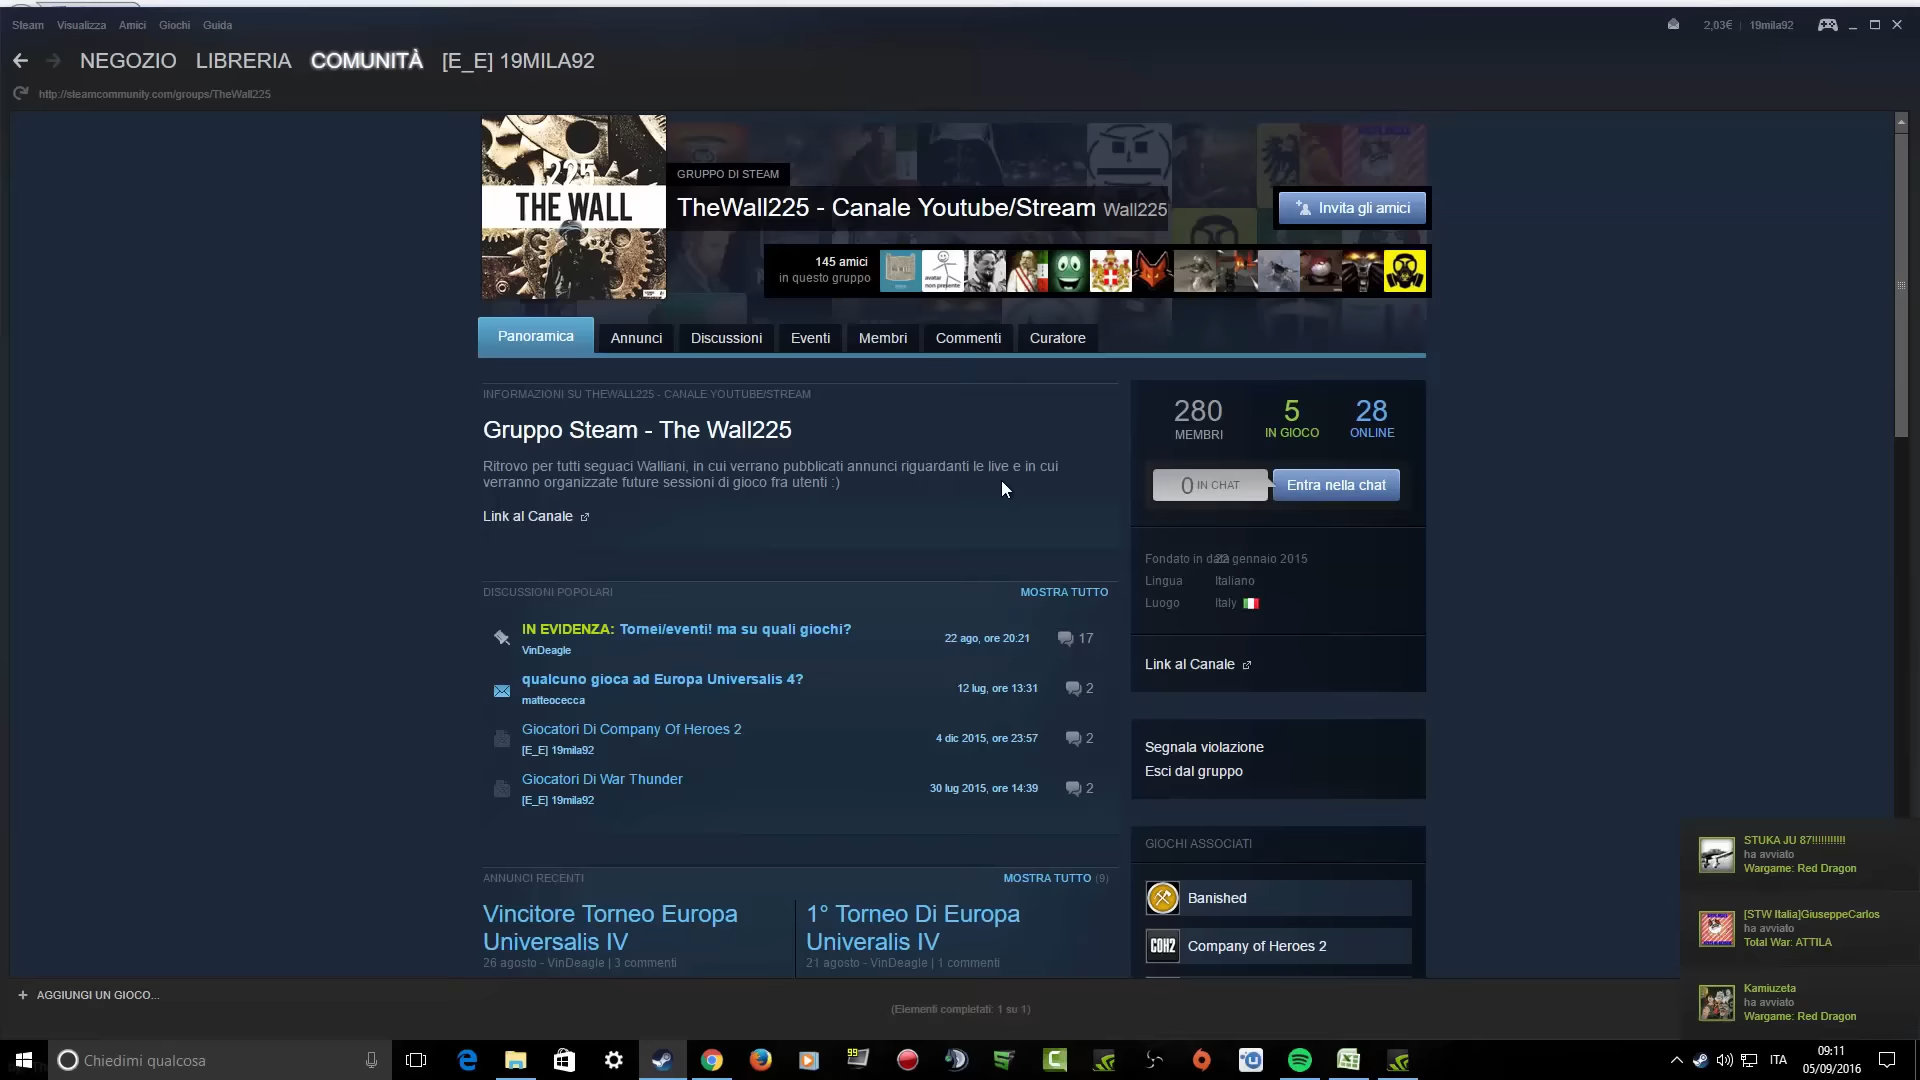 Steam Visualizza Amici Giochi Guida
2,03€ | 19mila92
NEGOZIO LIBRERIA COMUNITÀ [E_E] 19MILA92
http://steamcommunity.com/groups/TheWall225
225
THE WALL
GRUPPO DI STEAM
TheWall225 - Canale Youtube/Stream Wall225
Invita gli amici
145 amici
in questo gruppo
avatar
non presente
Panoramica Annunci Discussioni Eventi Membri Commenti Curatore
INFORMAZIONI SU THEWALL225 - CANALE YOUTUBE/STREAM
Gruppo Steam - The Wall225
Ritrovo per tutti seguaci Walliani, in cui verrano pubblicati annunci riguardanti le live e in cui
verranno organizzate future sessioni di gioco fra utenti :)
Link al Canale
280 MEMBRI
5 IN GIOCO
28 ONLINE
0 IN CHAT
Entra nella chat
Fondato in data 22 gennaio 2015
Lingua Italiano
Luogo Italy
Link al Canale
Segnala violazione
Esci dal gruppo
DISCUSSIONI POPOLARI MOSTRA TUTTO
IN EVIDENZA: Tornei/eventi! ma su quali giochi? 22 ago, ore 20:21 17
VinDeagle
qualcuno gioca ad Europa Universalis 4? 12 lug, ore 13:31 2
matteocecca
Giocatori Di Company Of Heroes 2 4 dic 2015, ore 23:57 2
[E_E] 19mila92
Giocatori Di War Thunder 30 lug 2015, ore 14:39 2
[E_E] 19mila92
ANNUNCI RECENTI MOSTRA TUTTO (9)
Vincitore Torneo Europa
Universalis IV
26 agosto - VinDeagle | 3 commenti
1° Torneo Di Europa
Univeralis IV
21 agosto - VinDeagle | 1 commenti
GIOCHI ASSOCIATI
Banished
COH2 Company of Heroes 2
STUKA JU 87!!!!!!!!!!!
ha avviato
Wargame: Red Dragon
[STW Italia]GiuseppeCarlos
ha avviato
Total War: ATTILA
Kamiuzeta
ha avviato
Wargame: Red Dragon
+ AGGIUNGI UN GIOCO...
(Elementi completati: 1 su 1)
Chiedimi qualcosa
99
ITA
09:11
05/09/2016